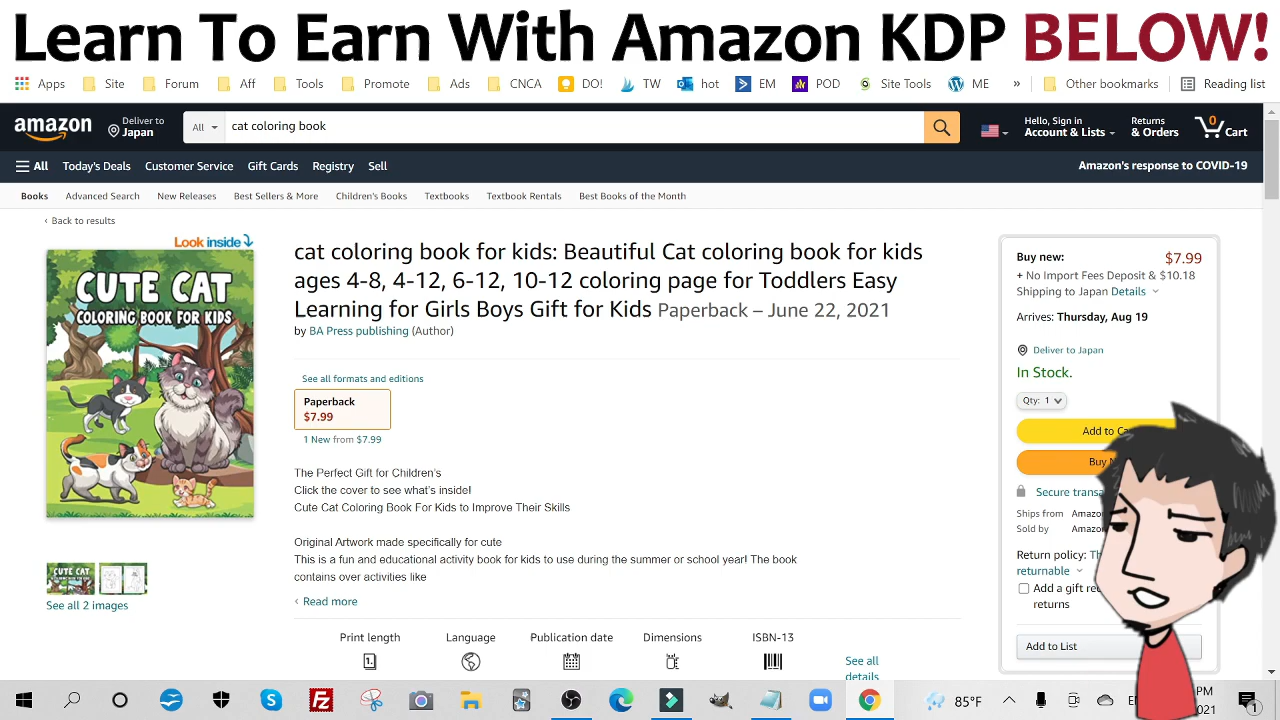 Learn To Earn With Amazon KDP BELOW!
Apps Site Forum Aff Tools Promote Ads CNCA DO! TW hot EM POD Site Tools ME » Other bookmarks Reading list
amazon
Deliver to
Japan
All
cat coloring book
Hello, Sign in
Account & Lists
Returns
& Orders
0
Cart
All Today's Deals Customer Service Gift Cards Registry Sell
Amazon's response to COVID-19
Books Advanced Search New Releases Best Sellers & More Children's Books Textbooks Textbook Rentals Best Books of the Month
‹ Back to results
Look inside
CUTE CAT
COLORING BOOK FOR KIDS
See all 2 images
cat coloring book for kids: Beautiful Cat coloring book for kids
ages 4-8, 4-12, 6-12, 10-12 coloring page for Toddlers Easy
Learning for Girls Boys Gift for Kids Paperback – June 22, 2021
by BA Press publishing (Author)
See all formats and editions
Paperback
$7.99
1 New from $7.99
The Perfect Gift for Children's
Click the cover to see what's inside!
Cute Cat Coloring Book For Kids to Improve Their Skills
Original Artwork made specifically for cute
This is a fun and educational activity book for kids to use during the summer or school year! The book
contains over activities like
‹ Read more
Print length Language Publication date Dimensions ISBN-13
See all
details
Buy new: $7.99
+ No Import Fees Deposit & $10.18
Shipping to Japan Details
Arrives: Thursday, Aug 19
Deliver to Japan
In Stock.
Qty: 1
Add to
Buy
Secure
Ships from Amazon
Sold by Amazon
Return policy:
returnable
Add a gift
returns
Add to List
85°F
PM
2021
1